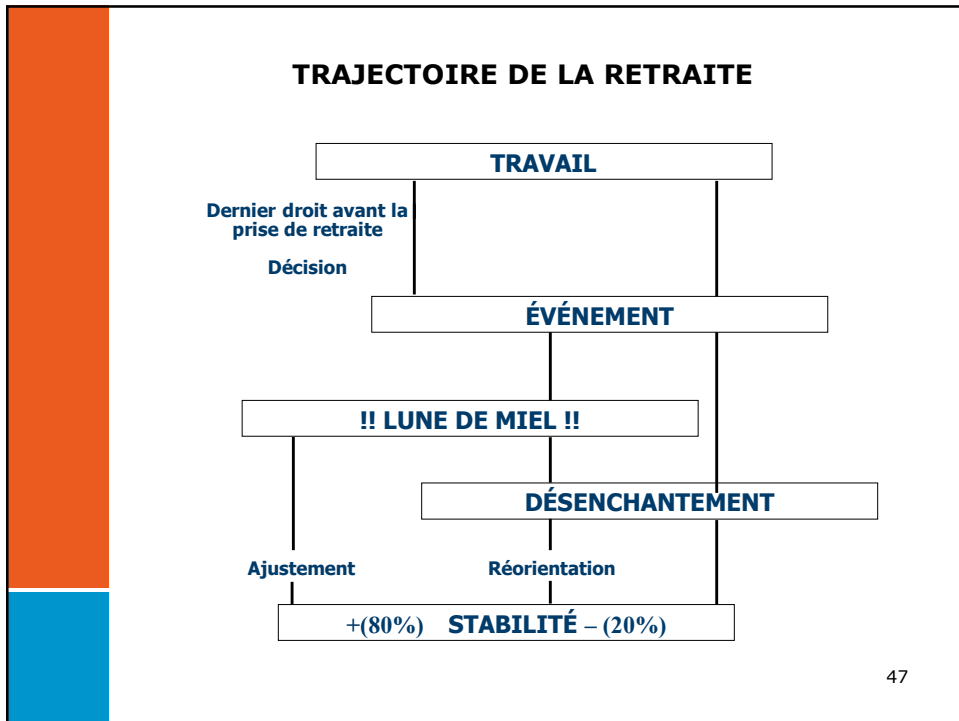 TRAJECTOIRE DE LA RETRAITE
TRAVAIL
Dernier droit avant la
prise de retraite
Décision
ÉVÉNEMENT
!! LUNE DE MIEL !!
DÉSENCHANTEMENT
Ajustement
Réorientation
+(80%) STABILITÉ – (20%)
47